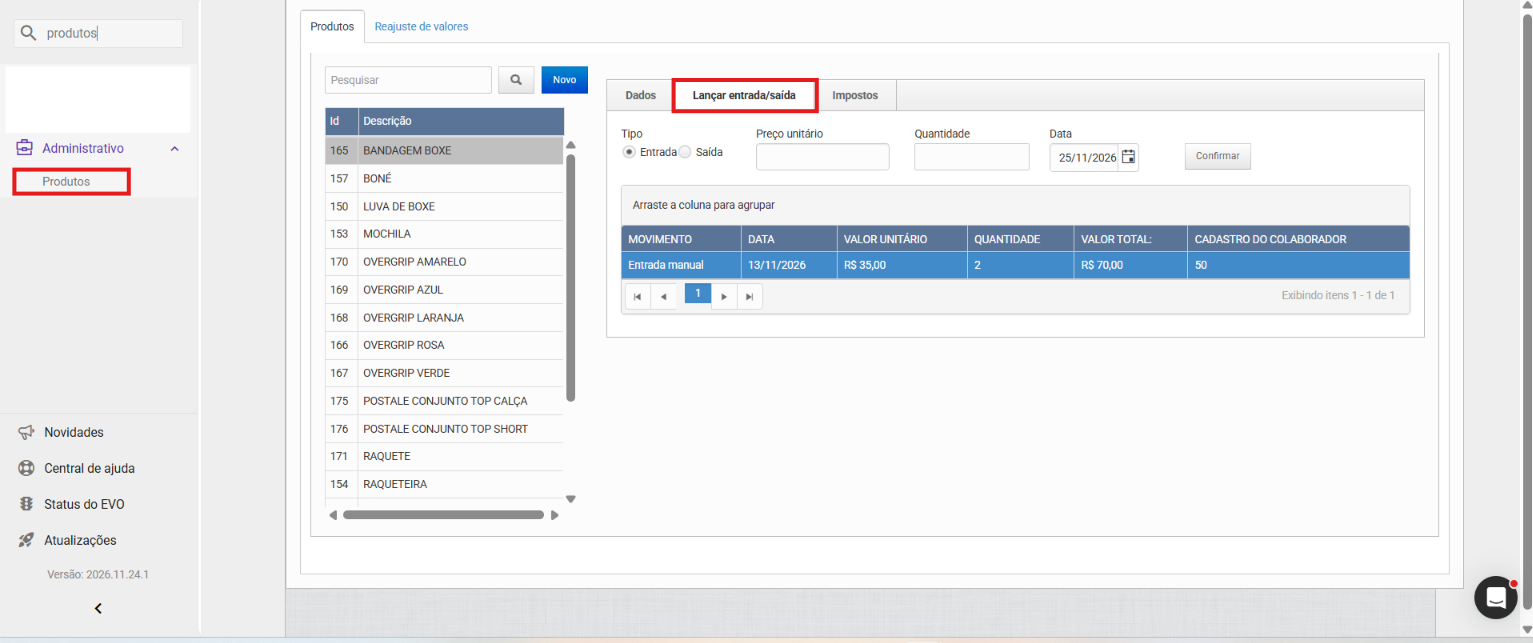 produtos
Administrativo
Produtos
Novidades
Central de ajuda
Status do EVO
Atualizações
Versão: 2026.11.24.1
Produtos Reajuste de valores
Pesquisar Novo
Id Descrição
165 BANDAGEM BOXE
157 BONÉ
150 LUVA DE BOXE
153 MOCHILA
170 OVERGRIP AMARELO
169 OVERGRIP AZUL
168 OVERGRIP LARANJA
166 OVERGRIP ROSA
167 OVERGRIP VERDE
175 POSTALE CONJUNTO TOP CALÇA
176 POSTALE CONJUNTO TOP SHORT
171 RAQUETE
154 RAQUETEIRA
Dados Lançar entrada/saída Impostos
Tipo Preço unitário Quantidade Data
Entrada Saída 25/11/2026 Confirmar
Arraste a coluna para agrupar
MOVIMENTO DATA VALOR UNITÁRIO QUANTIDADE VALOR TOTAL: CADASTRO DO COLABORADOR
Entrada manual 13/11/2026 R$ 35,00 2 R$ 70,00 50
1 Exibindo itens 1 - 1 de 1